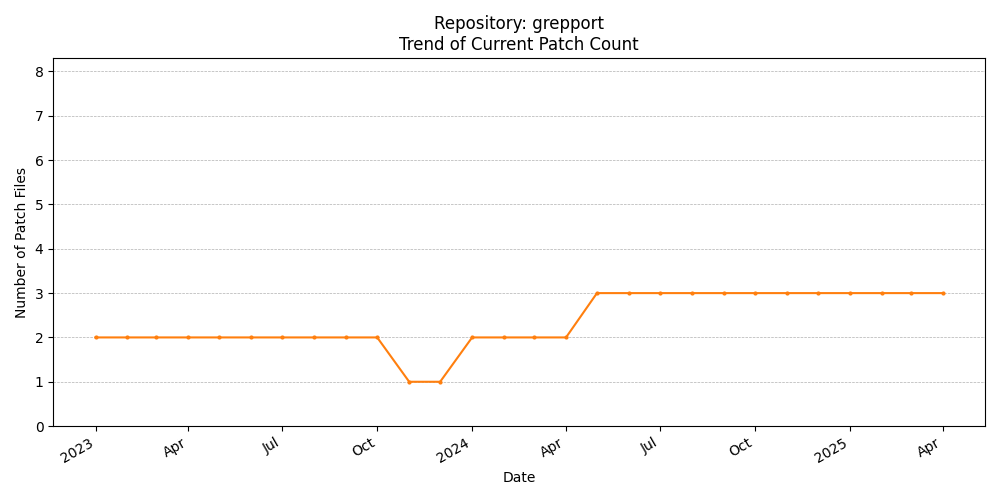 Repository: grepport
Trend of Current Patch Count
Number of Patch Files
8
7
6
5
4
3
2
1
0
2023
Apr
Jul
Oct
2024
Apr
Jul
Oct
2025
Apr
Date